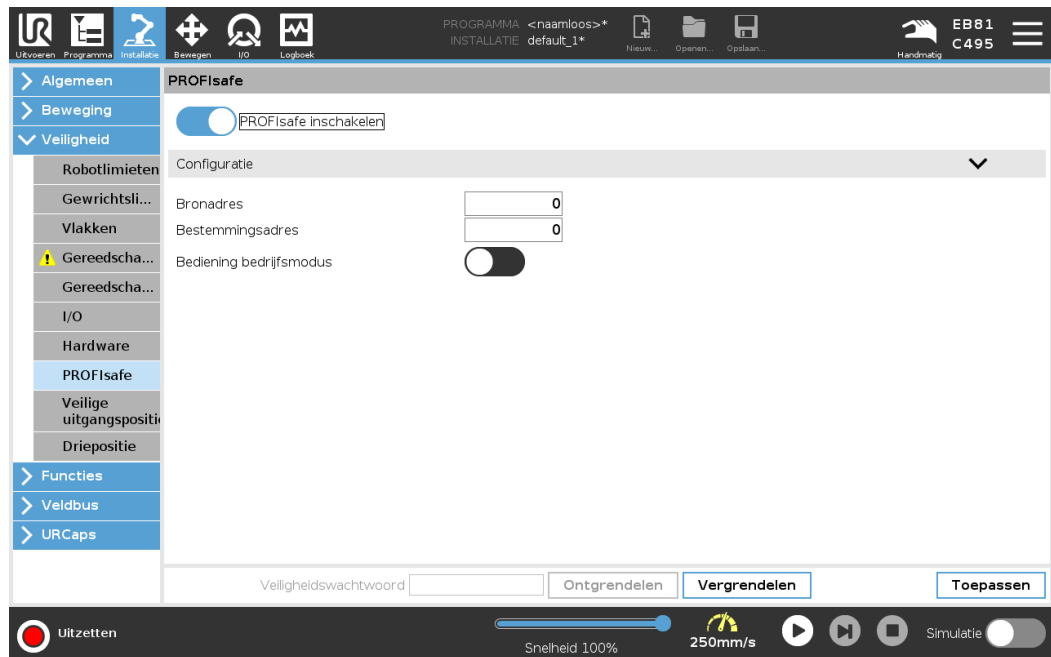 PROGRAMMA <naamloos>*
INSTALLATIE default_1*
Uitvoeren Programma Installatie Bewegen I/O Logboek
Nieuw... Openen... Opslaan...
Handmatig
EB81
C495
Algemeen
Beweging
Veiligheid
Robotlimieten
Gewrichtsli...
Vlakken
Gereedscha...
Gereedscha...
I/O
Hardware
PROFIsafe
Veilige
uitgangspositi
Driepositie
Functies
Veldbus
URCaps
PROFIsafe
PROFIsafe inschakelen
Configuratie
Bronadres 0
Bestemmingsadres 0
Bediening bedrijfsmodus
Veiligheidswachtwoord Ontgrendelen Vergrendelen Toepassen
Uitzetten
Snelheid 100%
250mm/s
Simulatie